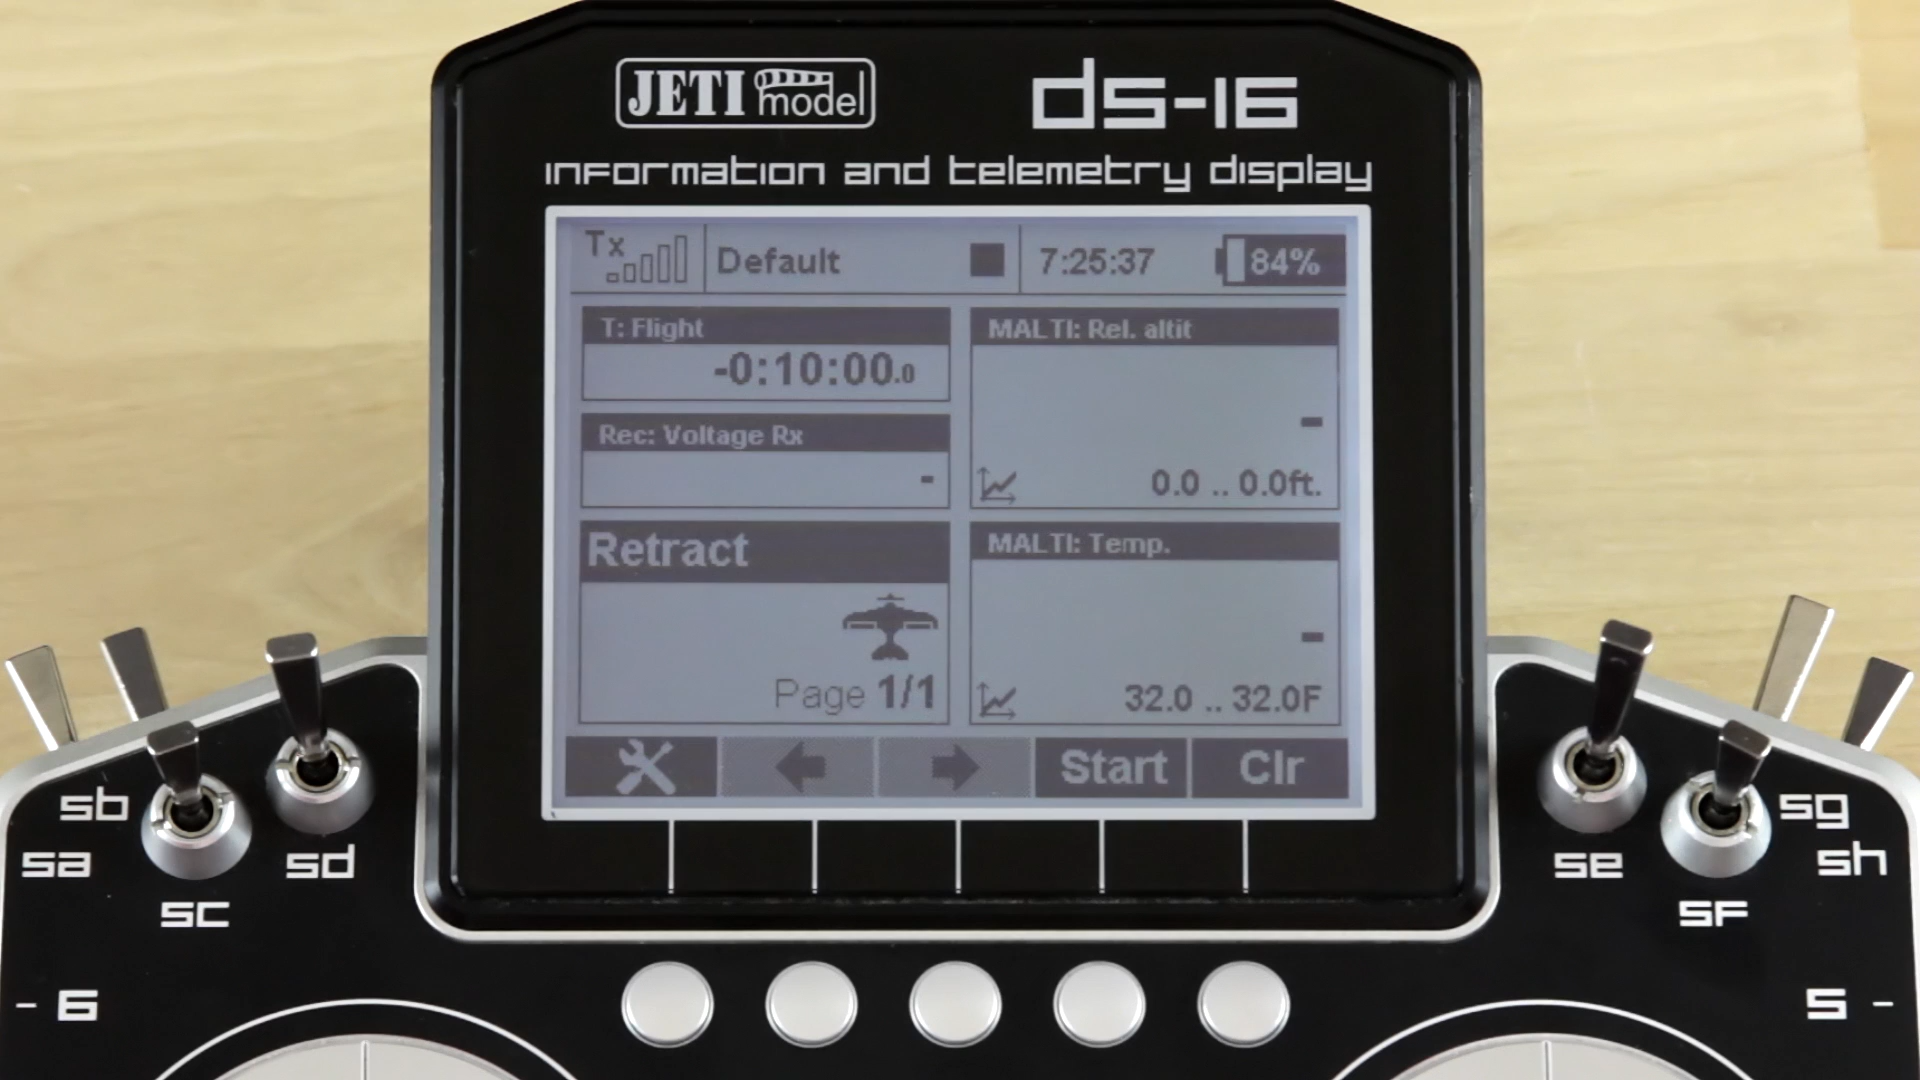 JETI model
ds-16
information and telemetry display
Tx
Default
7:25:37
84%
T: Flight
-0:10:00.0
Rec: Voltage Rx
-
Retract
Page 1/1
MALTI: Rel. altit
-
0.0 .. 0.0ft.
MALTI: Temp.
-
32.0 .. 32.0F
Start
Clr
sb
sa
sc
sd
se
sf
sg
sh
- 6
5 -